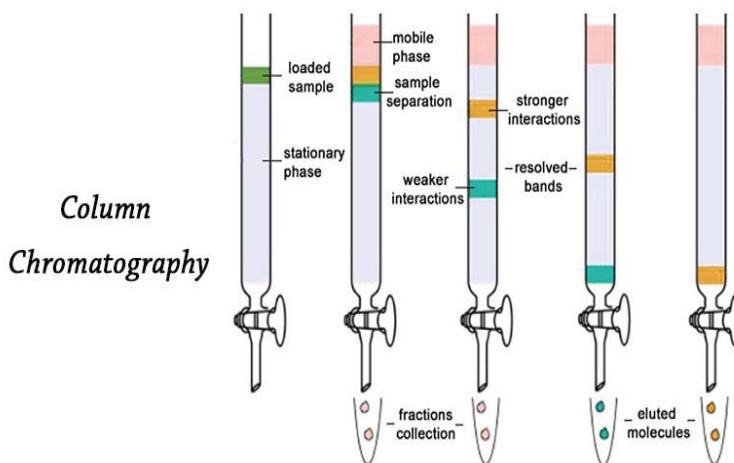 Column
Chromatography
loaded
sample
stationary
phase
mobile
phase
sample
separation
stronger
interactions
weaker
interactions
resolved
bands
fractions
collection
eluted
molecules